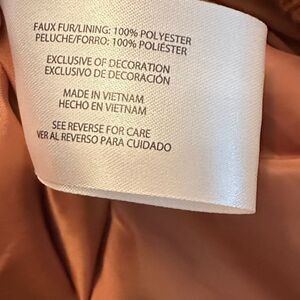 FAUX FUR/LINING: 100% POLYESTER
PELUCHE/FORRO: 100% POLIÉSTER
EXCLUSIVE OF DECORATION
EXCLUSIVO DE DECORACIÓN
MADE IN VIETNAM
HECHO EN VIETNAM
SEE REVERSE FOR CARE
VER AL REVERSO PARA CUIDADO